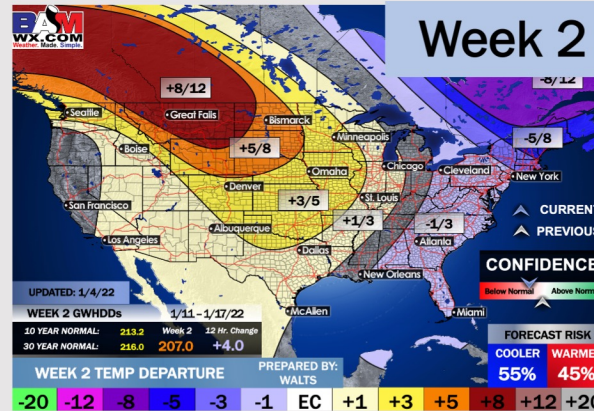 BAM
WX.COM
Weather. Made. Simple.
Week 2
+8/12
-8/12
Seattle
Great Falls
Bismarck
-5/8
Minneapolis
Boise
+5/8
Chicago
Cleveland
New York
Omaha
Denver
San Francisco
+3/5
St. Louis
+1/3
-1/3
CURRENT
PREVIOUS
Albuquerque
Atlanta
Los Angeles
Dallas
CONFIDENCE
New Orleans
Below Normal
Above Norm
UPDATED: 1/4/22
WEEK 2 GWHDDs 1/11 - 1/17/22
McAllen
Miami
10 YEAR NORMAL: 213.2 Week 2 12 Hr. Change
30 YEAR NORMAL: 216.0 207.0 +4.0
FORECAST RISK
COOLER WARME
55% 45%
WEEK 2 TEMP DEPARTURE
PREPARED BY:
WALTS
-20 -12 -8 -5 -3 -1 EC +1 +3 +5 +8 +12 +20